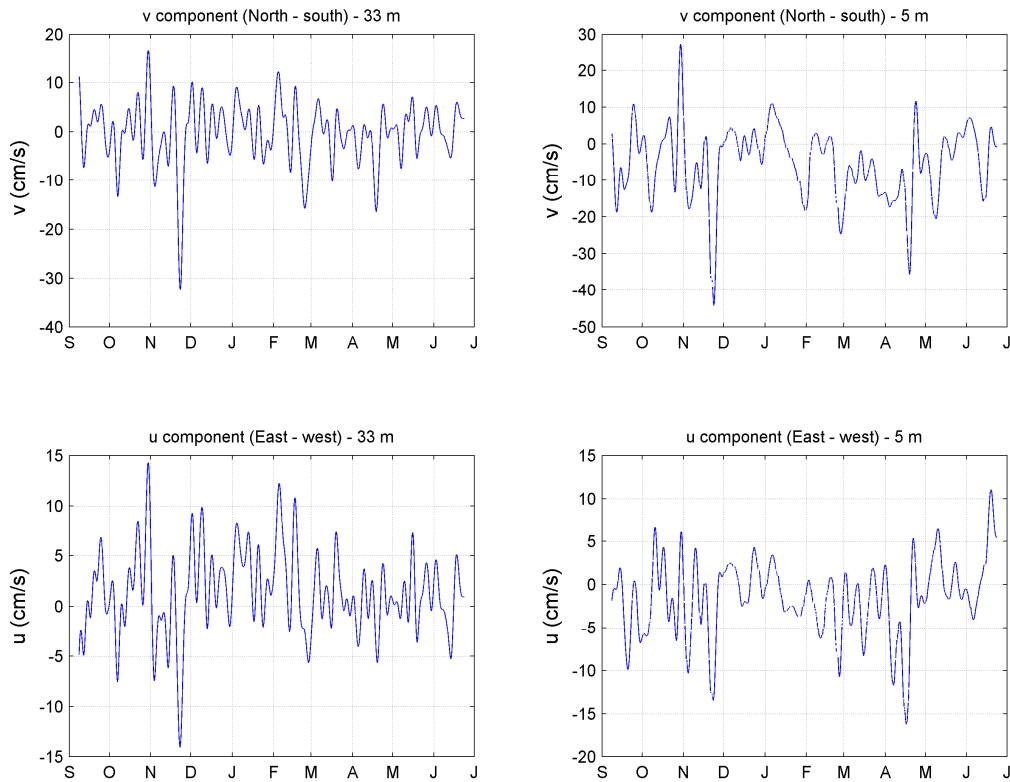 v component (North - south) - 33 m
20
10
0
-10
-20
-30
-40
v (cm/s)
S O N D J F M A M J J
v component (North - south) - 5 m
30
20
10
0
-10
-20
-30
-40
-50
v (cm/s)
S O N D J F M A M J J
u component (East - west) - 33 m
15
10
5
0
-5
-10
-15
u (cm/s)
S O N D J F M A M J J
u component (East - west) - 5 m
15
10
5
0
-5
-10
-15
-20
u (cm/s)
S O N D J F M A M J J